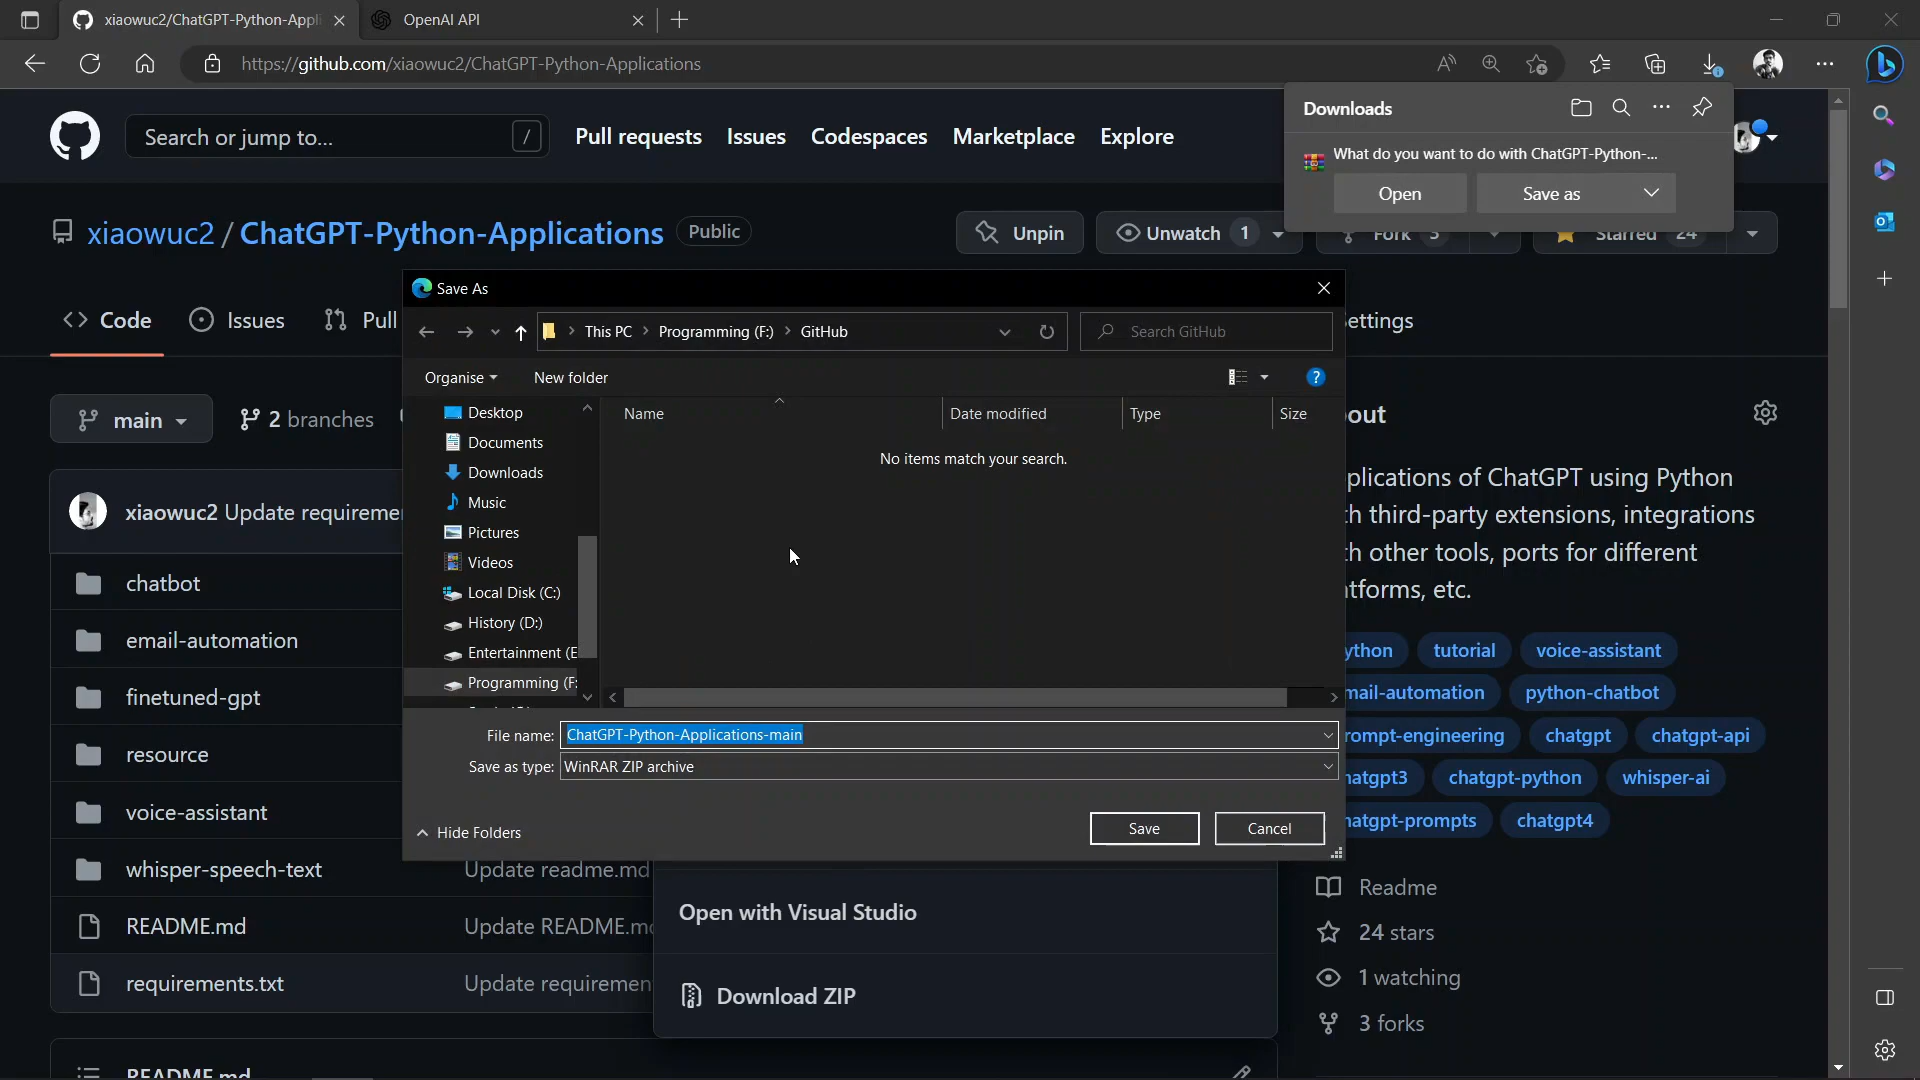 xiaowuc2/ChatGPT-Python-Appli
OpenAI API
https://github.com/xiaowuc2/ChatGPT-Python-Applications
Downloads
What do you want to do with ChatGPT-Python-...
Open
Save as
Search or jump to...
/
Pull requests
Issues
Codespaces
Marketplace
Explore
xiaowuc2 / ChatGPT-Python-Applications
Public
Unpin
Unwatch 1
Fork 3
Starred 24
Code
Issues
Pull
ettings
Save As
This PC > Programming (F:) > GitHub
Search GitHub
Organise
New folder
?
main
2 branches
Desktop
Documents
Downloads
Music
Pictures
Videos
Local Disk (C:)
History (D:)
Entertainment (E
Programming (F:
Name
Date modified
Type
Size
No items match your search.
File name: ChatGPT-Python-Applications-main
Save as type: WinRAR ZIP archive
Hide Folders
Save
Cancel
xiaowuc2 Update requireme
chatbot
email-automation
finetuned-gpt
resource
voice-assistant
whisper-speech-text
Update readme.md
README.md
Update README.m
requirements.txt
Update requiremen
README.md
Open with Visual Studio
Download ZIP
out
plications of ChatGPT using Python
h third-party extensions, integrations
h other tools, ports for different
tforms, etc.
ython
tutorial
voice-assistant
mail-automation
python-chatbot
rompt-engineering
chatgpt
chatgpt-api
hatgpt3
chatgpt-python
whisper-ai
hatgpt-prompts
chatgpt4
Readme
24 stars
1 watching
3 forks